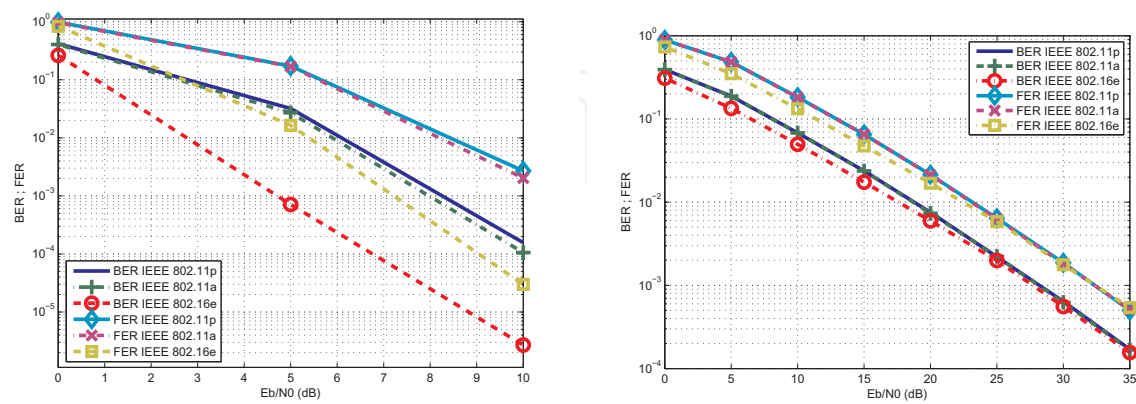 10^0
10^-1
10^-2
10^-3
10^-4
10^-5
BER ; FER
0 1 2 3 4 5 6 7 8 9 10
Eb/N0 (dB)
BER IEEE 802.11p
BER IEEE 802.11a
BER IEEE 802.16e
FER IEEE 802.11p
FER IEEE 802.11a
FER IEEE 802.16e
10^0
10^-1
10^-2
10^-3
10^-4
BER ; FER
0 5 10 15 20 25 30 35
Eb/N0 (dB)
BER IEEE 802.11p
BER IEEE 802.11a
BER IEEE 802.16e
FER IEEE 802.11p
FER IEEE 802.11a
FER IEEE 802.16e